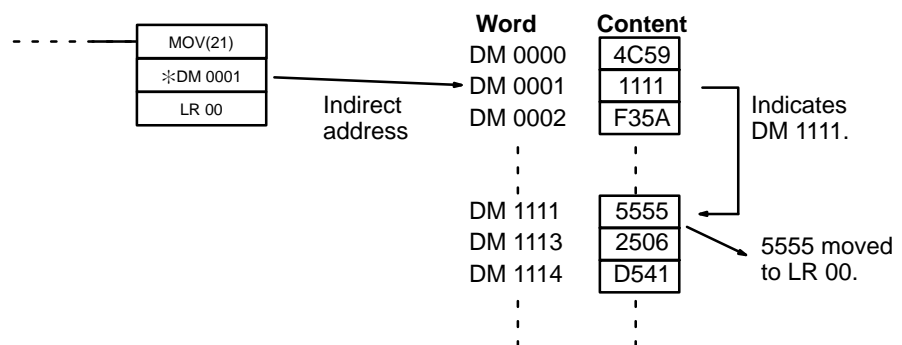 MOV(21)
✳DM 0001
LR 00
Indirect
address
Word Content
DM 0000 4C59
DM 0001 1111
DM 0002 F35A
Indicates
DM 1111.
DM 1111 5555
DM 1113 2506
DM 1114 D541
5555 moved
to LR 00.